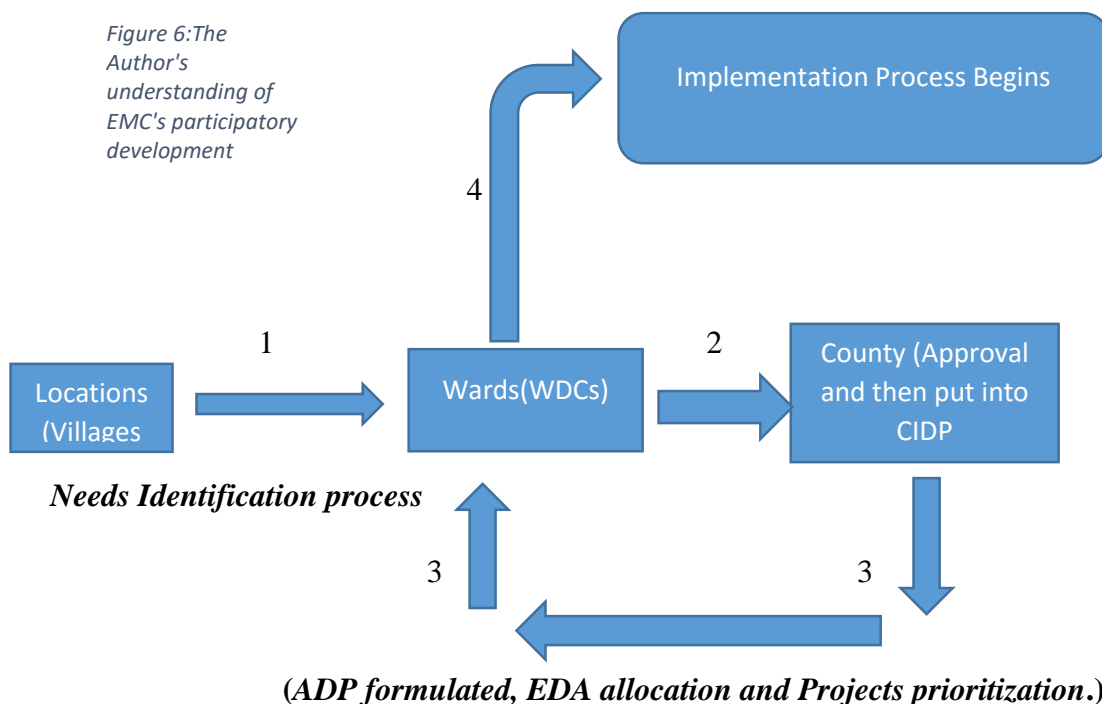 Figure 6:The
Author's
understanding of
EMC's participatory
development
Implementation Process Begins
4
1
2
Locations
(Villages
Wards(WDCs)
County (Approval
and then put into
CIDP
Needs Identification process
3
3
(ADP formulated, EDA allocation and Projects prioritization.)